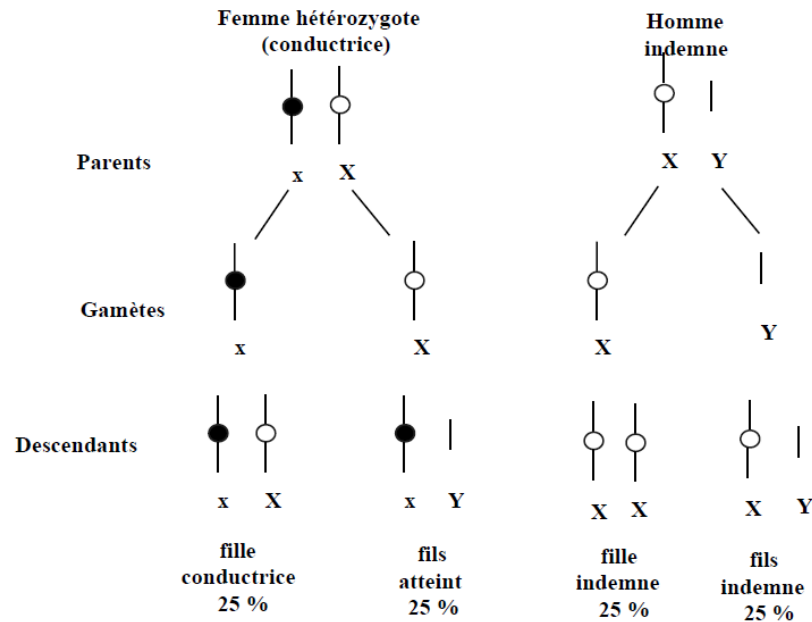 Femme hétérozygote
(conductrice)
Homme
indemne
Parents
x X
X Y
Gamètes
x
X
X
Y
Descendants
x X
x Y
X X
X Y
fille
conductrice
25 %
fils
atteint
25 %
fille
indemne
25 %
fils
indemne
25 %